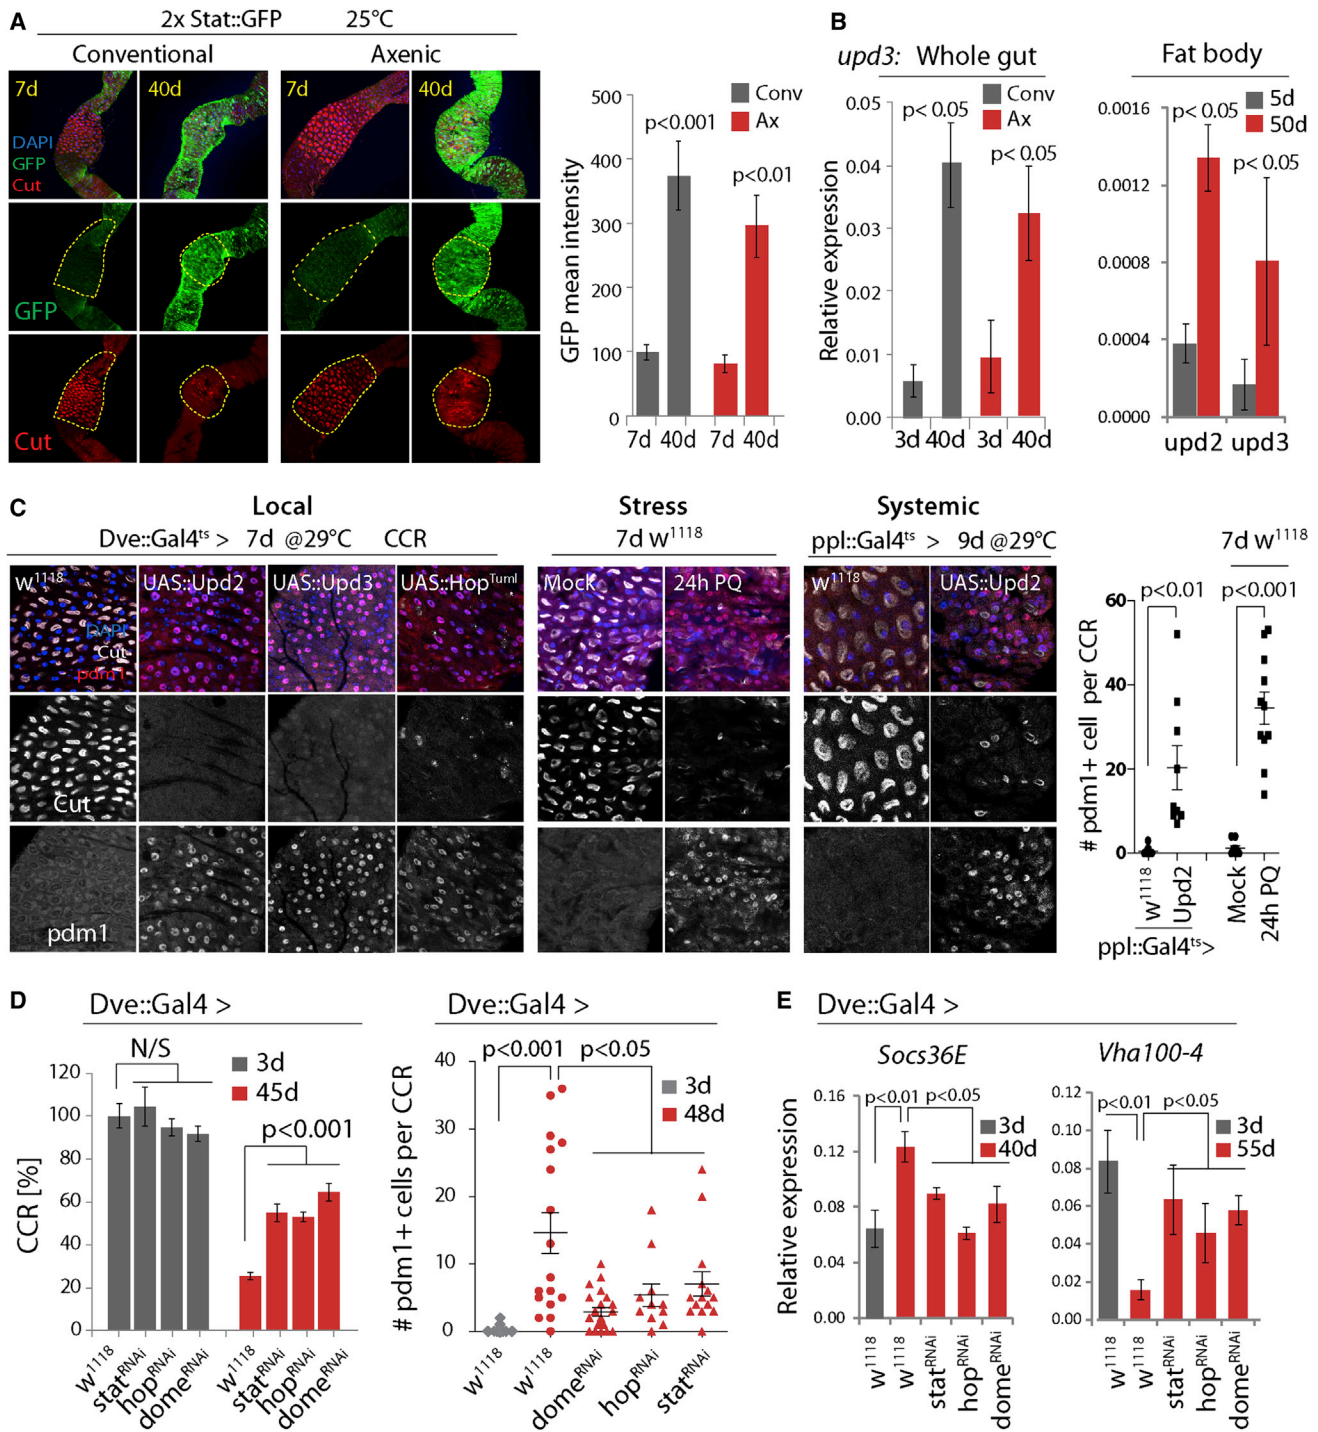 A
2x Stat::GFP 25°C
Conventional Axenic
7d 40d 7d 40d
DAPI
GFP
Cut
GFP
Cut
GFP mean intensity
500
400
300
200
100
0
Conv
Ax
p<0.001
p<0.01
7d 40d 7d 40d
B
upd3: Whole gut
Relative expression
0.05
0.04
0.03
0.02
0.01
0.00
Conv
Ax
p< 0.05
p< 0.05
3d 40d 3d 40d
Fat body
0.0016
0.0012
0.0008
0.0004
0.0000
5d
50d
p< 0.05
p< 0.05
upd2 upd3
C
Local Stress Systemic
Dve::Gal4ts > 7d @29°C CCR
7d w1118
ppl::Gal4ts > 9d @29°C
w1118 UAS::Upd2 UAS::Upd3 UAS::HopTuml
Mock 24h PQ
w1118 UAS::Upd2
DAPI
Cut
pdm1
Cut
pdm1
7d w1118
p<0.01
p<0.001
# pdm1+ cell per CCR
60
40
20
0
w1118 Upd2 Mock 24h PQ
ppl::Gal4ts>
D
Dve::Gal4 >
N/S
3d
45d
p<0.001
CCR [%]
120
100
80
60
40
20
0
w1118 statRNAi hopRNAi domeRNAi w1118 statRNAi hopRNAi domeRNAi
Dve::Gal4 >
p<0.001 p<0.05
3d
48d
# pdm1+ cells per CCR
40
30
20
10
0
w1118 w1118 domeRNAi hopRNAi statRNAi
E
Dve::Gal4 >
Socs36E
p<0.01 p<0.05
3d
40d
Relative expression
0.16
0.12
0.08
0.04
0.00
w1118 w1118 statRNAi hopRNAi domeRNAi
Vha100-4
p<0.01 p<0.05
3d
55d
0.12
0.10
0.08
0.06
0.04
0.02
0.00
w1118 w1118 statRNAi hopRNAi domeRNAi